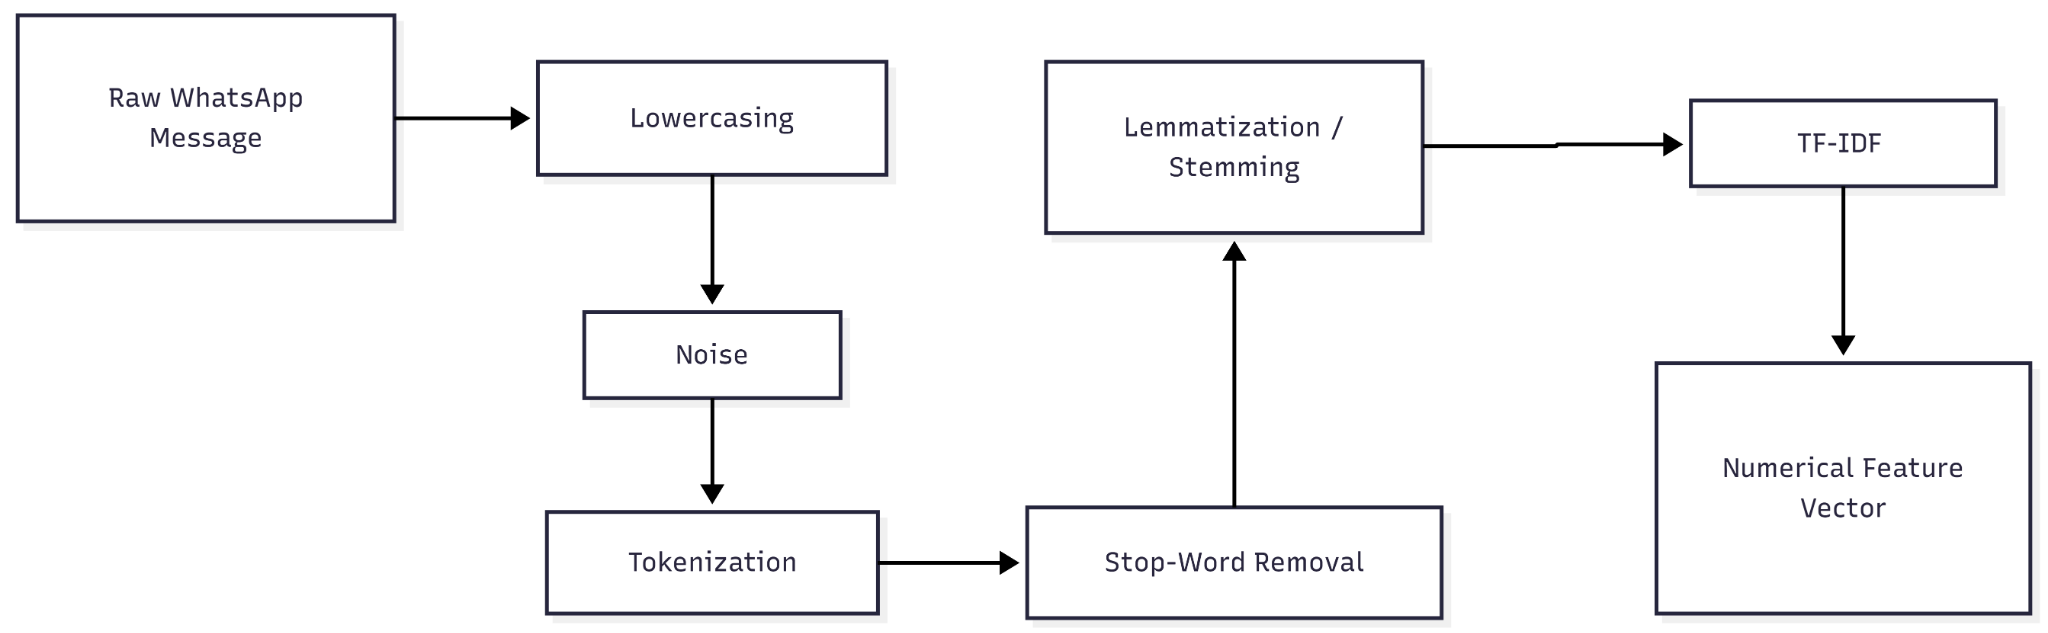 Raw WhatsApp
Message
Lowercasing
Noise
Tokenization
Stop-Word Removal
Lemmatization /
Stemming
TF-IDF
Numerical Feature
Vector